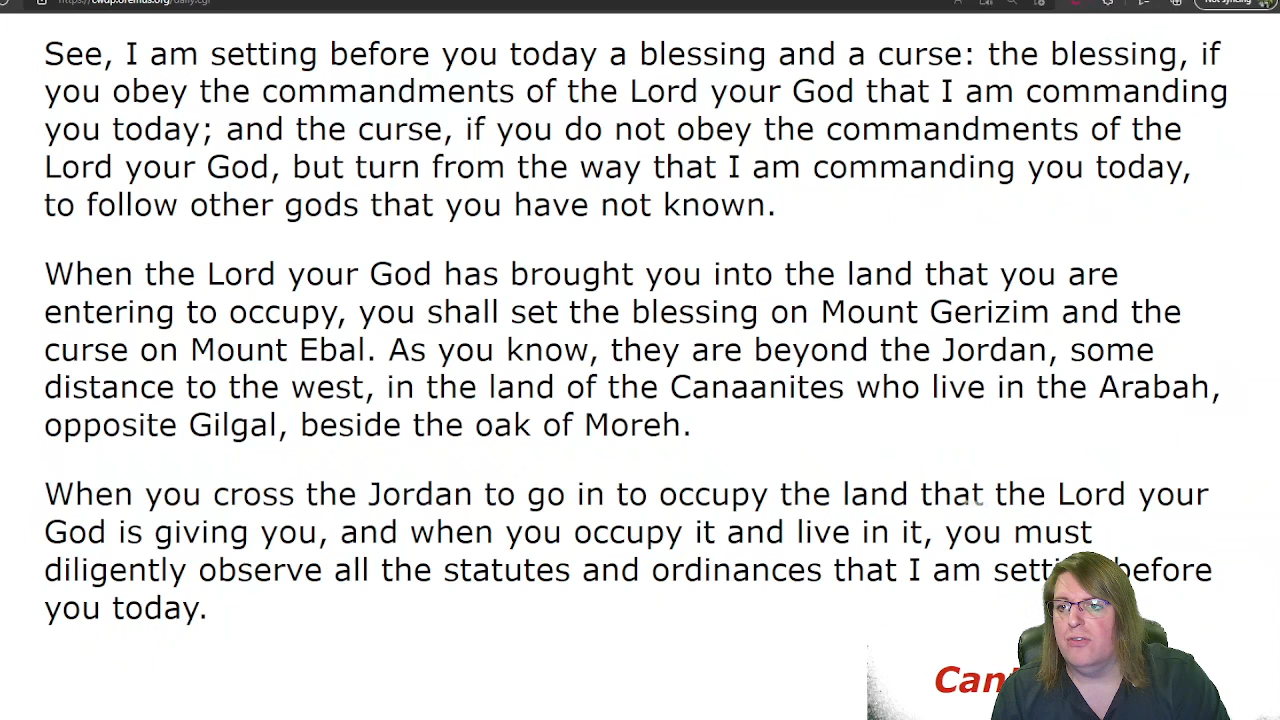 See, I am setting before you today a blessing and a curse: the blessing, if
you obey the commandments of the Lord your God that I am commanding
you today; and the curse, if you do not obey the commandments of the
Lord your God, but turn from the way that I am commanding you today,
to follow other gods that you have not known.
When the Lord your God has brought you into the land that you are
entering to occupy, you shall set the blessing on Mount Gerizim and the
curse on Mount Ebal. As you know, they are beyond the Jordan, some
distance to the west, in the land of the Canaanites who live in the Arabah,
opposite Gilgal, beside the oak of Moreh.
When you cross the Jordan to go in to occupy the land that the Lord your
God is giving you, and when you occupy it and live in it, you must
diligently observe all the statutes and ordinances that I am before
you today.